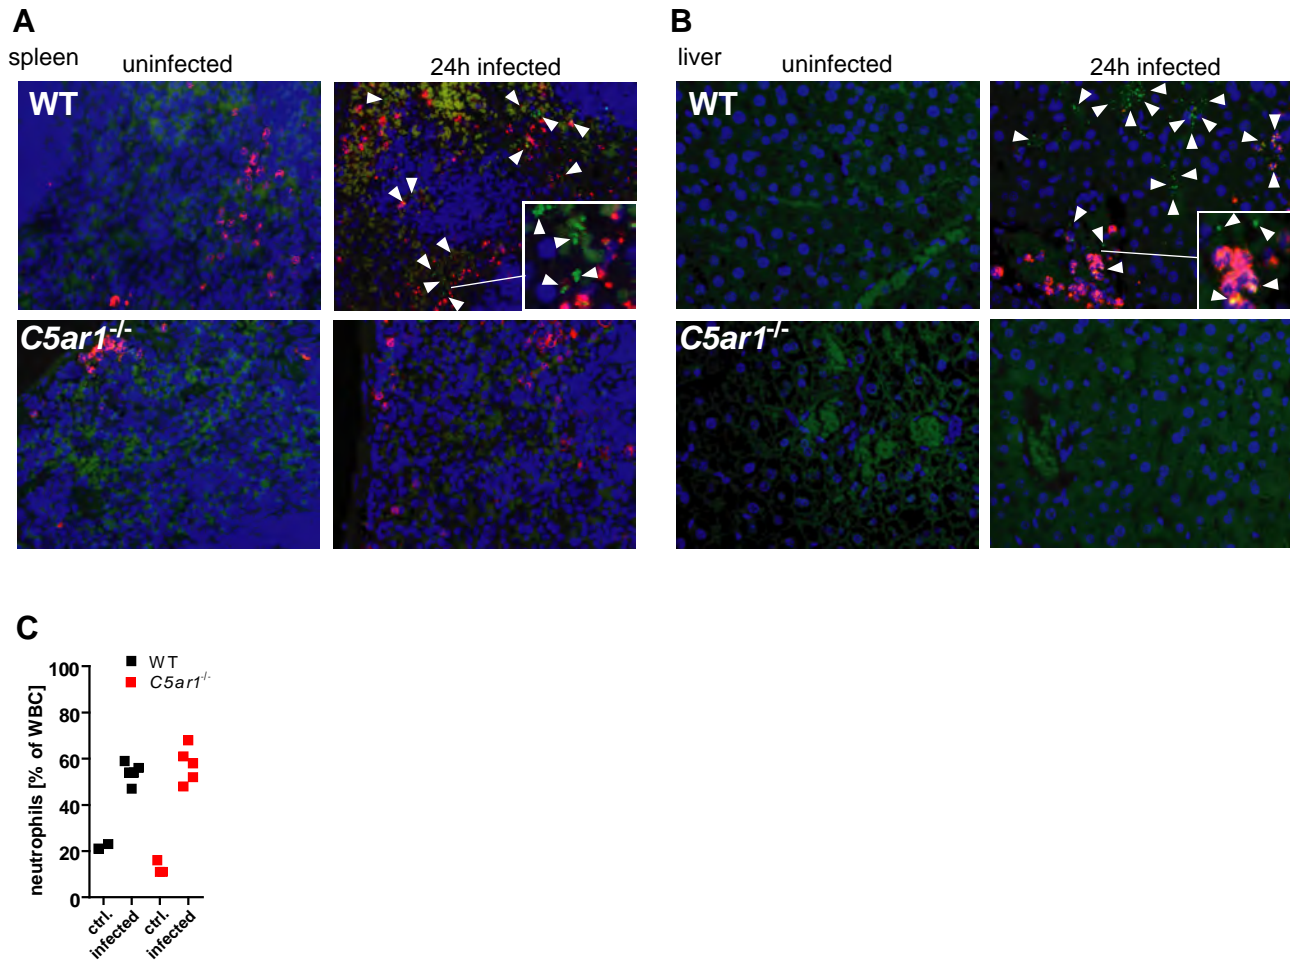 A
spleen
uninfected
24h infected
WT
C5ar1-/-
B
liver
uninfected
24h infected
WT
C5ar1-/-
C
neutrophils [% of WBC]
100
80
60
40
20
0
WT
C5ar1-/-
ctrl.
infected
ctrl.
infected